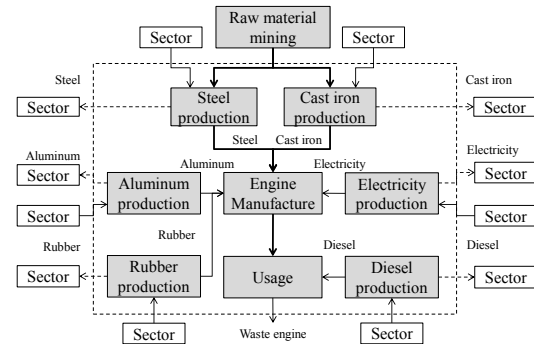 Raw material
mining
Sector
Sector
Steel
Cast iron
Sector
Steel
production
Cast iron
production
Sector
Steel
Cast iron
Aluminum
Aluminum
Electricity
Electricity
Sector
Sector
Aluminum
production
Engine
Manufacture
Electricity
production
Sector
Sector
Rubber
Rubber
Diesel
Diesel
Sector
Rubber
production
Usage
Diesel
production
Sector
Sector
Waste engine
Sector